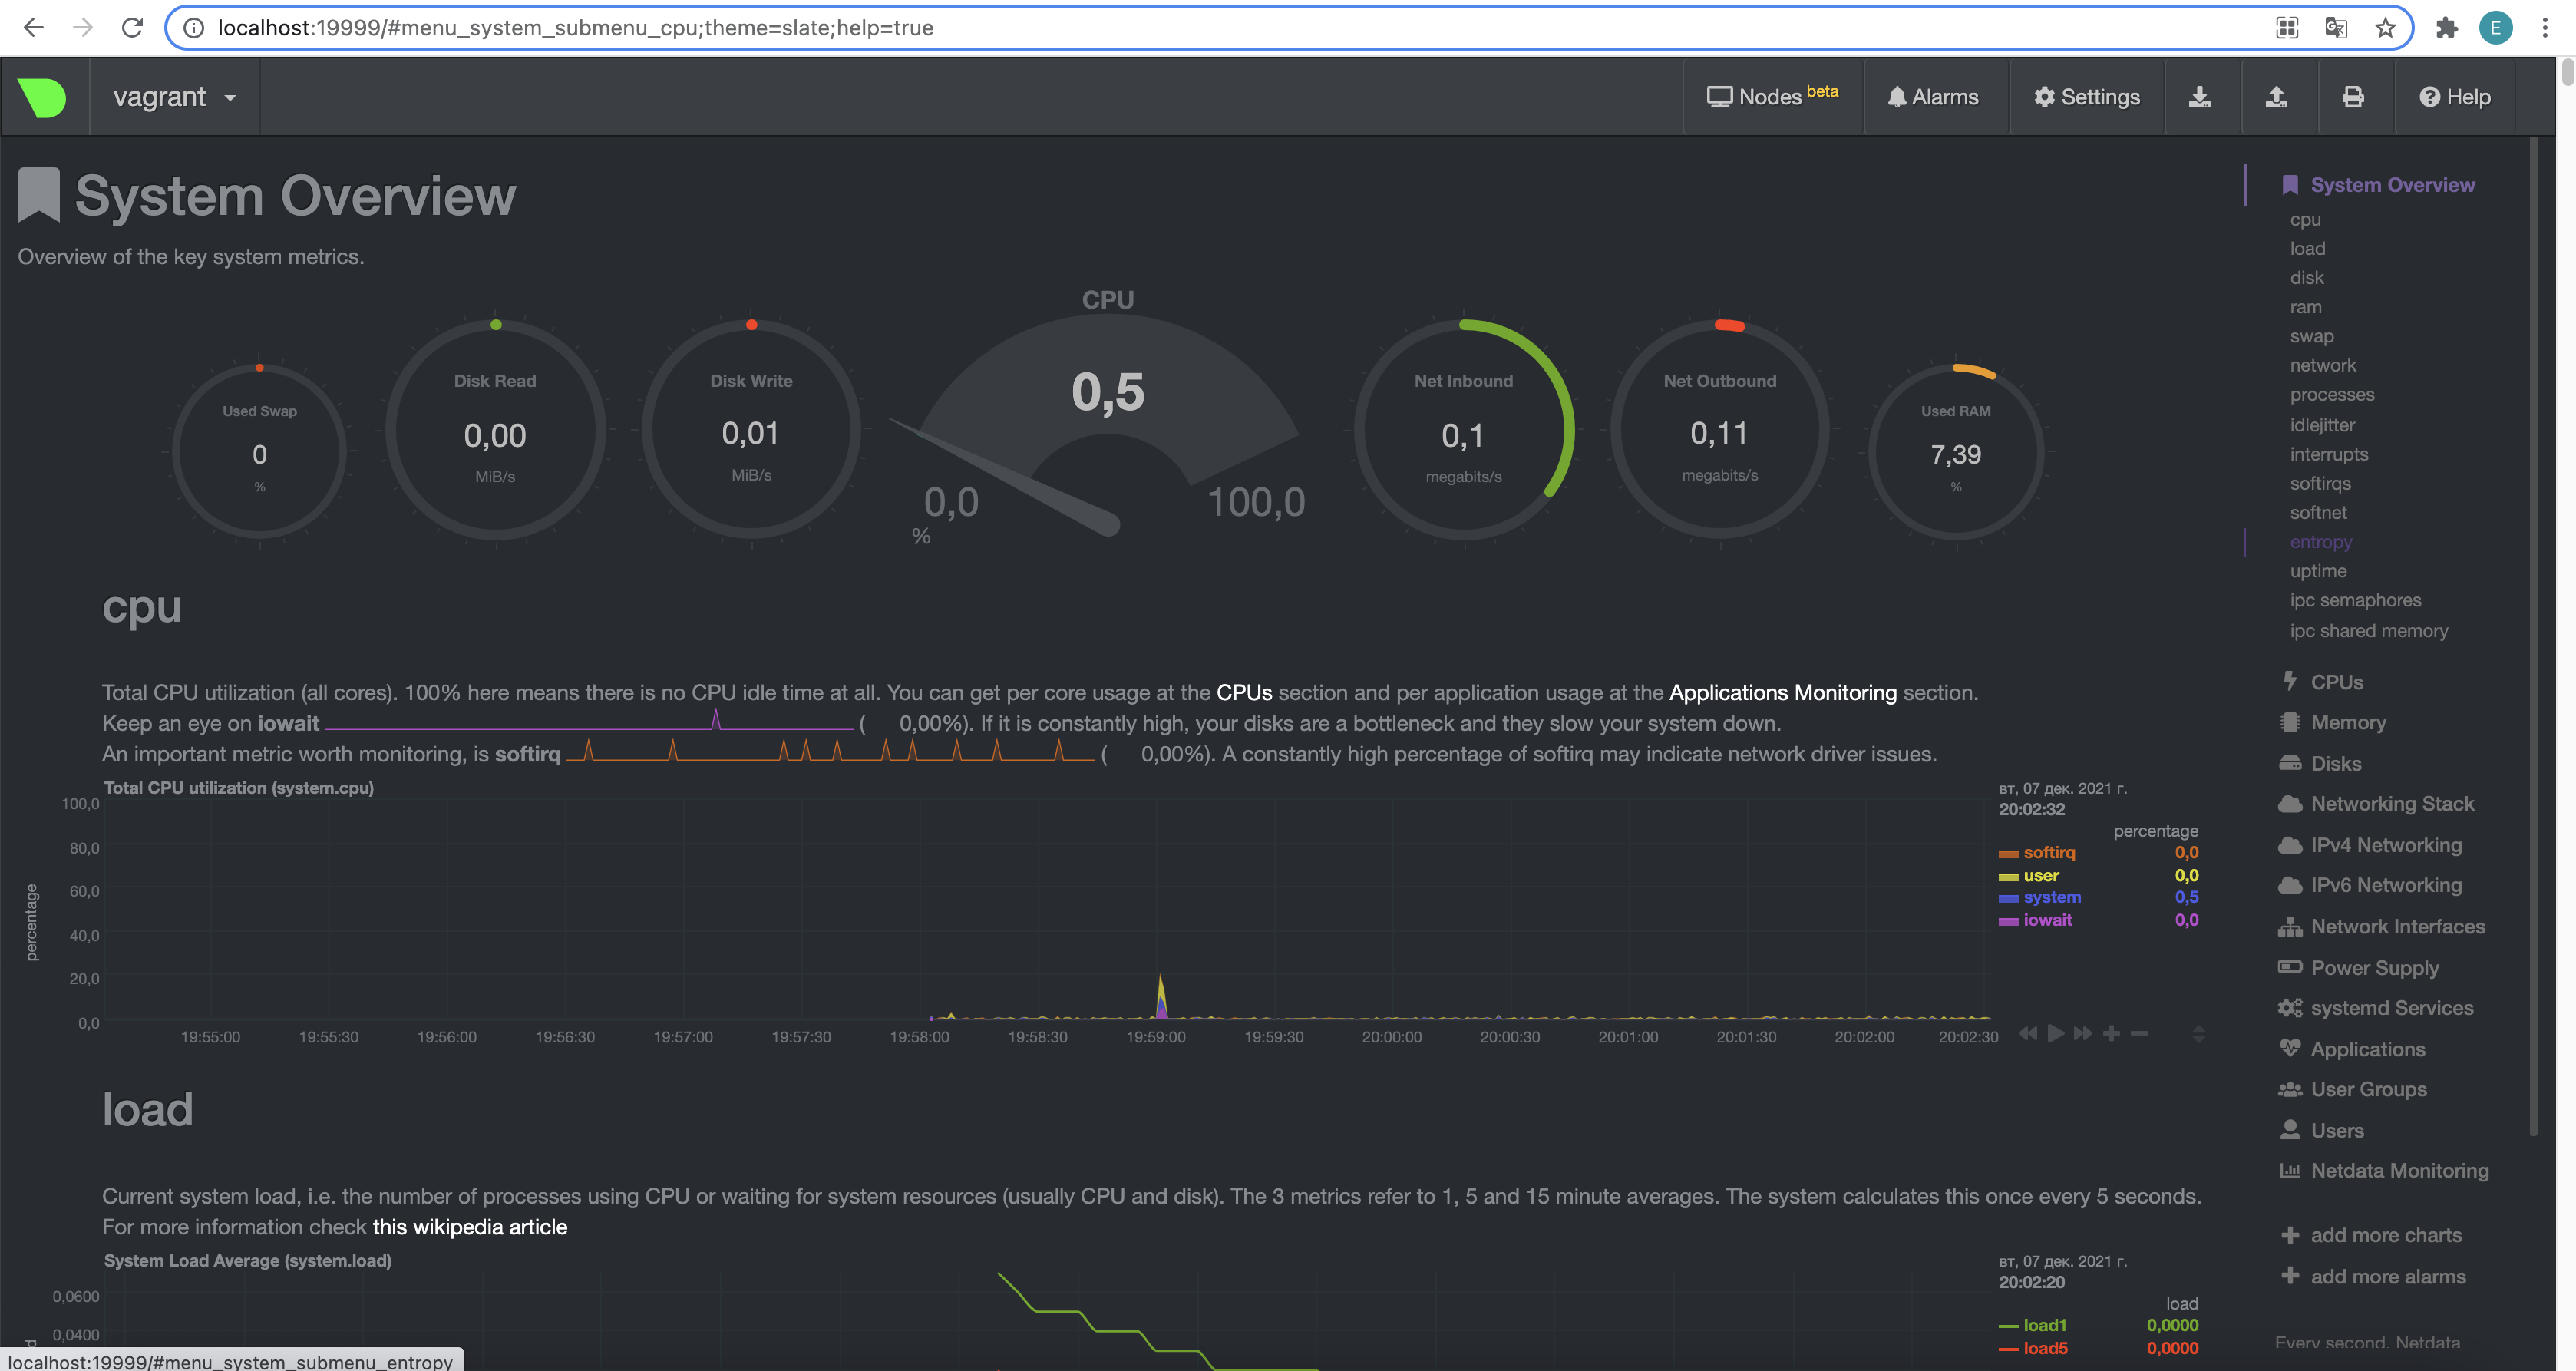 localhost:19999/#menu_system_submenu_cpu;theme=slate;help=true
E
vagrant
Nodes beta
Alarms
Settings
Help
System Overview
Overview of the key system metrics.
Used Swap
0
%
Disk Read
0,00
MiB/s
Disk Write
0,01
MiB/s
CPU
0,5
0,0
100,0
%
Net Inbound
0,1
megabits/s
Net Outbound
0,11
megabits/s
Used RAM
7,39
%
cpu
Total CPU utilization (all cores). 100% here means there is no CPU idle time at all. You can get per core usage at the CPUs section and per application usage at the Applications Monitoring section.
Keep an eye on iowait ( 0,00%). If it is constantly high, your disks are a bottleneck and they slow your system down.
An important metric worth monitoring, is softirq ( 0,00%). A constantly high percentage of softirq may indicate network driver issues.
Total CPU utilization (system.cpu)
percentage
100,0
80,0
60,0
40,0
20,0
0,0
19:55:00 19:55:30 19:56:00 19:56:30 19:57:00 19:57:30 19:58:00 19:58:30 19:59:00 19:59:30 20:00:00 20:00:30 20:01:00 20:01:30 20:02:00 20:02:30
вт, 07 дек. 2021 г.
20:02:32
percentage
softirq 0,0
user 0,0
system 0,5
iowait 0,0
load
Current system load, i.e. the number of processes using CPU or waiting for system resources (usually CPU and disk). The 3 metrics refer to 1, 5 and 15 minute averages. The system calculates this once every 5 seconds.
For more information check this wikipedia article
System Load Average (system.load)
0,0600
0,0400
вт, 07 дек. 2021 г.
20:02:20
load
load1 0,0000
load5 0,0000
System Overview
cpu
load
disk
ram
swap
network
processes
idlejitter
interrupts
softirqs
softnet
entropy
uptime
ipc semaphores
ipc shared memory
CPUs
Memory
Disks
Networking Stack
IPv4 Networking
IPv6 Networking
Network Interfaces
Power Supply
systemd Services
Applications
User Groups
Users
Netdata Monitoring
add more charts
add more alarms
Every second, Netdata
localhost:19999/#menu_system_submenu_entropy